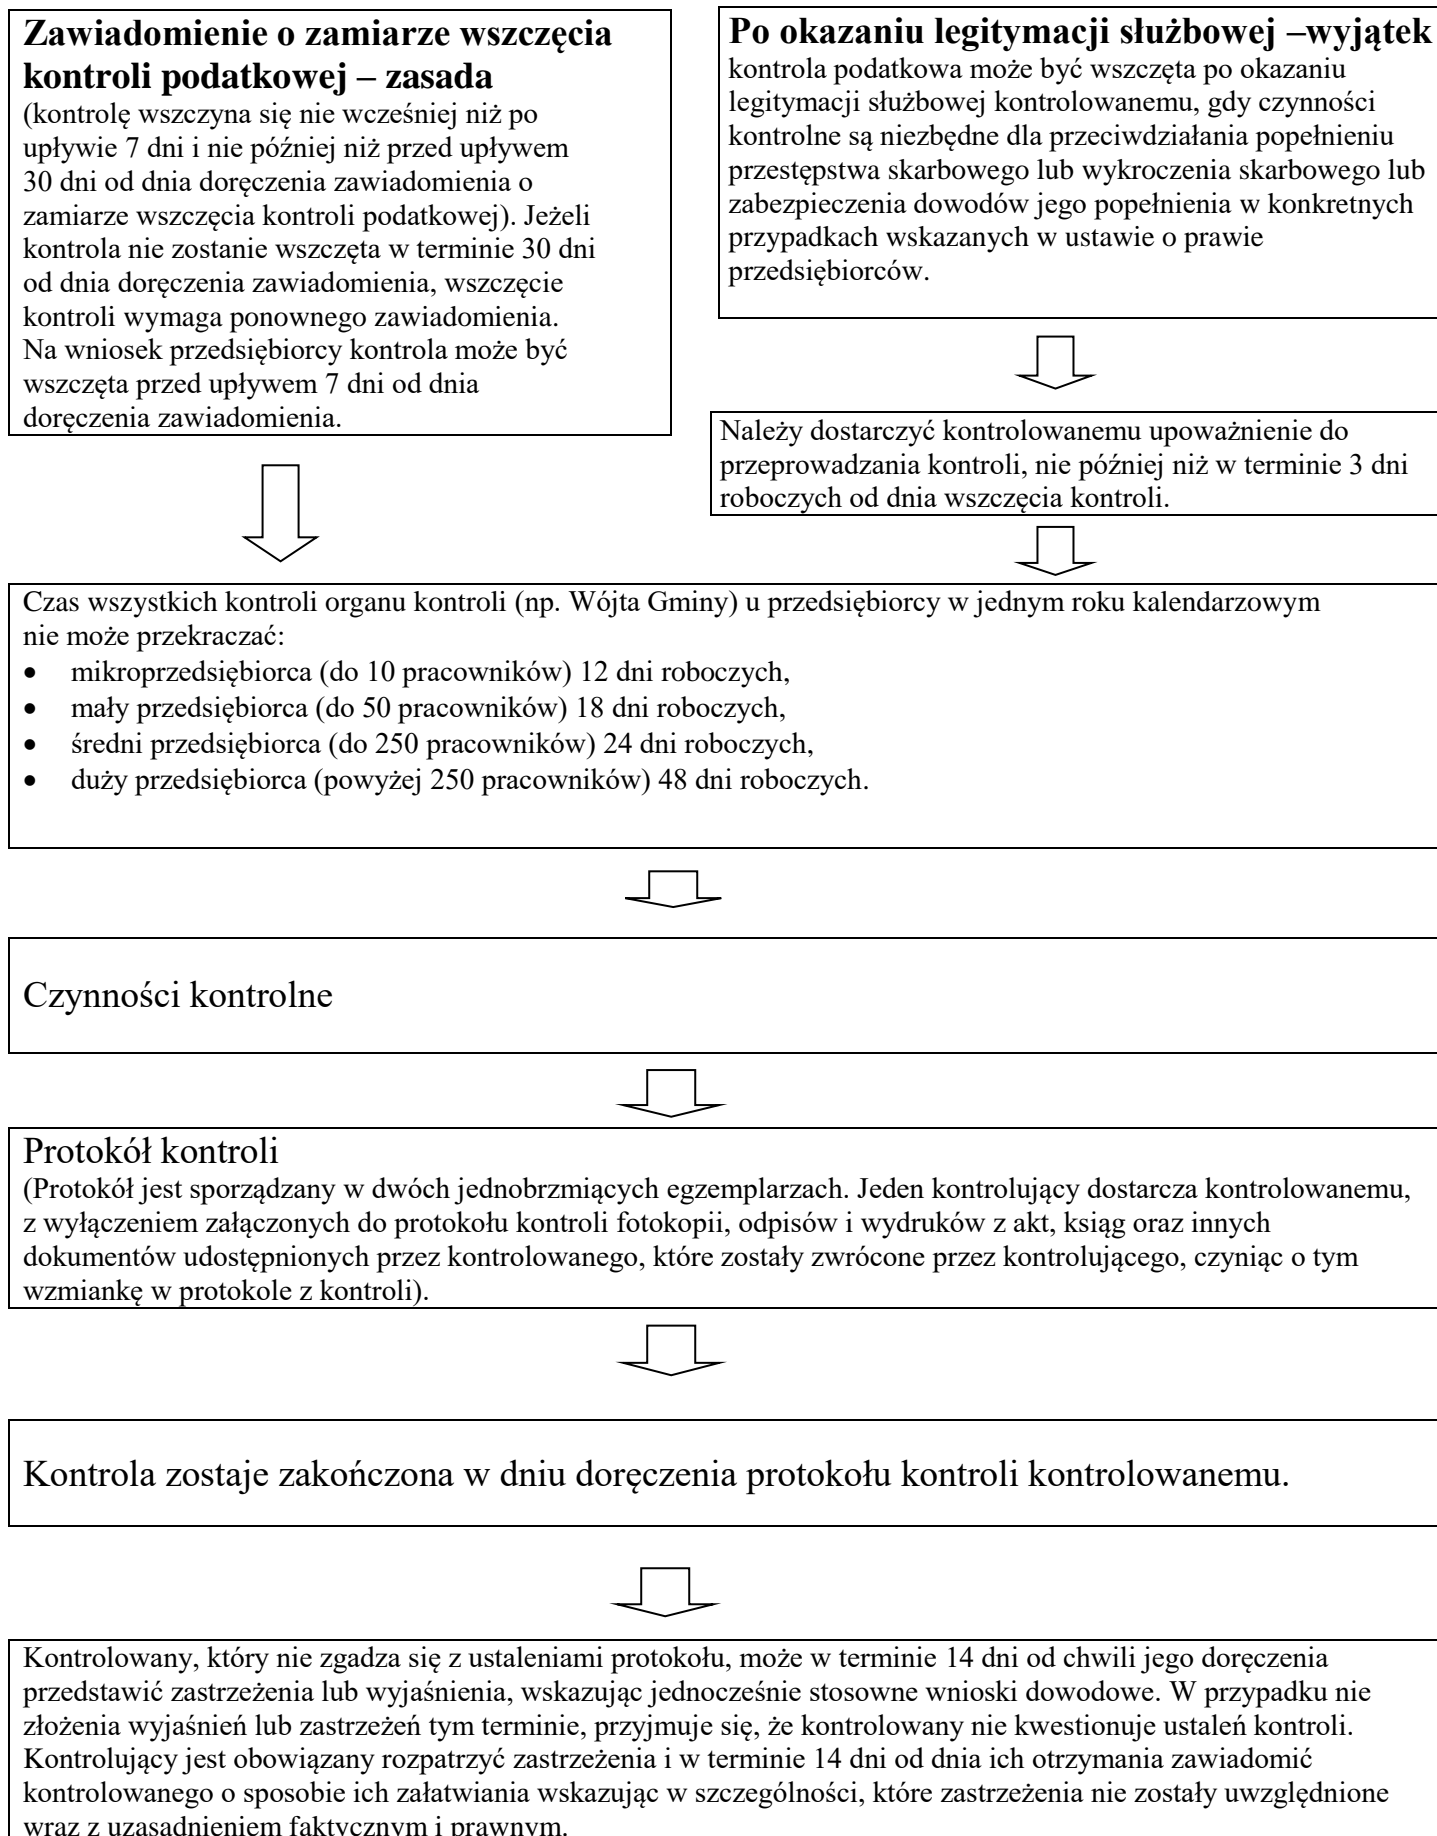 Zawiadomienie o zamiarze wszczęcia
kontroli podatkowej – zasada
(kontrolę wszczyna się nie wcześniej niż po
upływie 7 dni i nie później niż przed upływem
30 dni od dnia doręczenia zawiadomienia o
zamiarze wszczęcia kontroli podatkowej). Jeżeli
kontrola nie zostanie wszczęta w terminie 30 dni
od dnia doręczenia zawiadomienia, wszczęcie
kontroli wymaga ponownego zawiadomienia.
Na wniosek przedsiębiorcy kontrola może być
wszczęta przed upływem 7 dni od dnia
doręczenia zawiadomienia.
Po okazaniu legitymacji służbowej –wyjątek
kontrola podatkowa może być wszczęta po okazaniu
legitymacji służbowej kontrolowanemu, gdy czynności
kontrolne są niezbędne dla przeciwdziałania popełnieniu
przestępstwa skarbowego lub wykroczenia skarbowego lub
zabezpieczenia dowodów jego popełnienia w konkretnych
przypadkach wskazanych w ustawie o prawie
przedsiębiorców.
Należy dostarczyć kontrolowanemu upoważnienie do
przeprowadzania kontroli, nie później niż w terminie 3 dni
roboczych od dnia wszczęcia kontroli.
Czas wszystkich kontroli organu kontroli (np. Wójta Gminy) u przedsiębiorcy w jednym roku kalendarzowym
nie może przekraczać:
• mikroprzedsiębiorca (do 10 pracowników) 12 dni roboczych,
• mały przedsiębiorca (do 50 pracowników) 18 dni roboczych,
• średni przedsiębiorca (do 250 pracowników) 24 dni roboczych,
• duży przedsiębiorca (powyżej 250 pracowników) 48 dni roboczych.
Czynności kontrolne
Protokół kontroli
(Protokół jest sporządzany w dwóch jednobrzmiących egzemplarzach. Jeden kontrolujący dostarcza kontrolowanemu,
z wyłączeniem załączonych do protokołu kontroli fotokopii, odpisów i wydruków z akt, ksiąg oraz innych
dokumentów udostępnionych przez kontrolowanego, które zostały zwrócone przez kontrolującego, czyniąc o tym
wzmiankę w protokole z kontroli).
Kontrola zostaje zakończona w dniu doręczenia protokołu kontroli kontrolowanemu.
Kontrolowany, który nie zgadza się z ustaleniami protokołu, może w terminie 14 dni od chwili jego doręczenia
przedstawić zastrzeżenia lub wyjaśnienia, wskazując jednocześnie stosowne wnioski dowodowe. W przypadku nie
złożenia wyjaśnień lub zastrzeżeń tym terminie, przyjmuje się, że kontrolowany nie kwestionuje ustaleń kontroli.
Kontrolujący jest obowiązany rozpatrzyć zastrzeżenia i w terminie 14 dni od dnia ich otrzymania zawiadomić
kontrolowanego o sposobie ich załatwiania wskazując w szczególności, które zastrzeżenia nie zostały uwzględnione
wraz z uzasadnieniem faktycznym i prawnym.